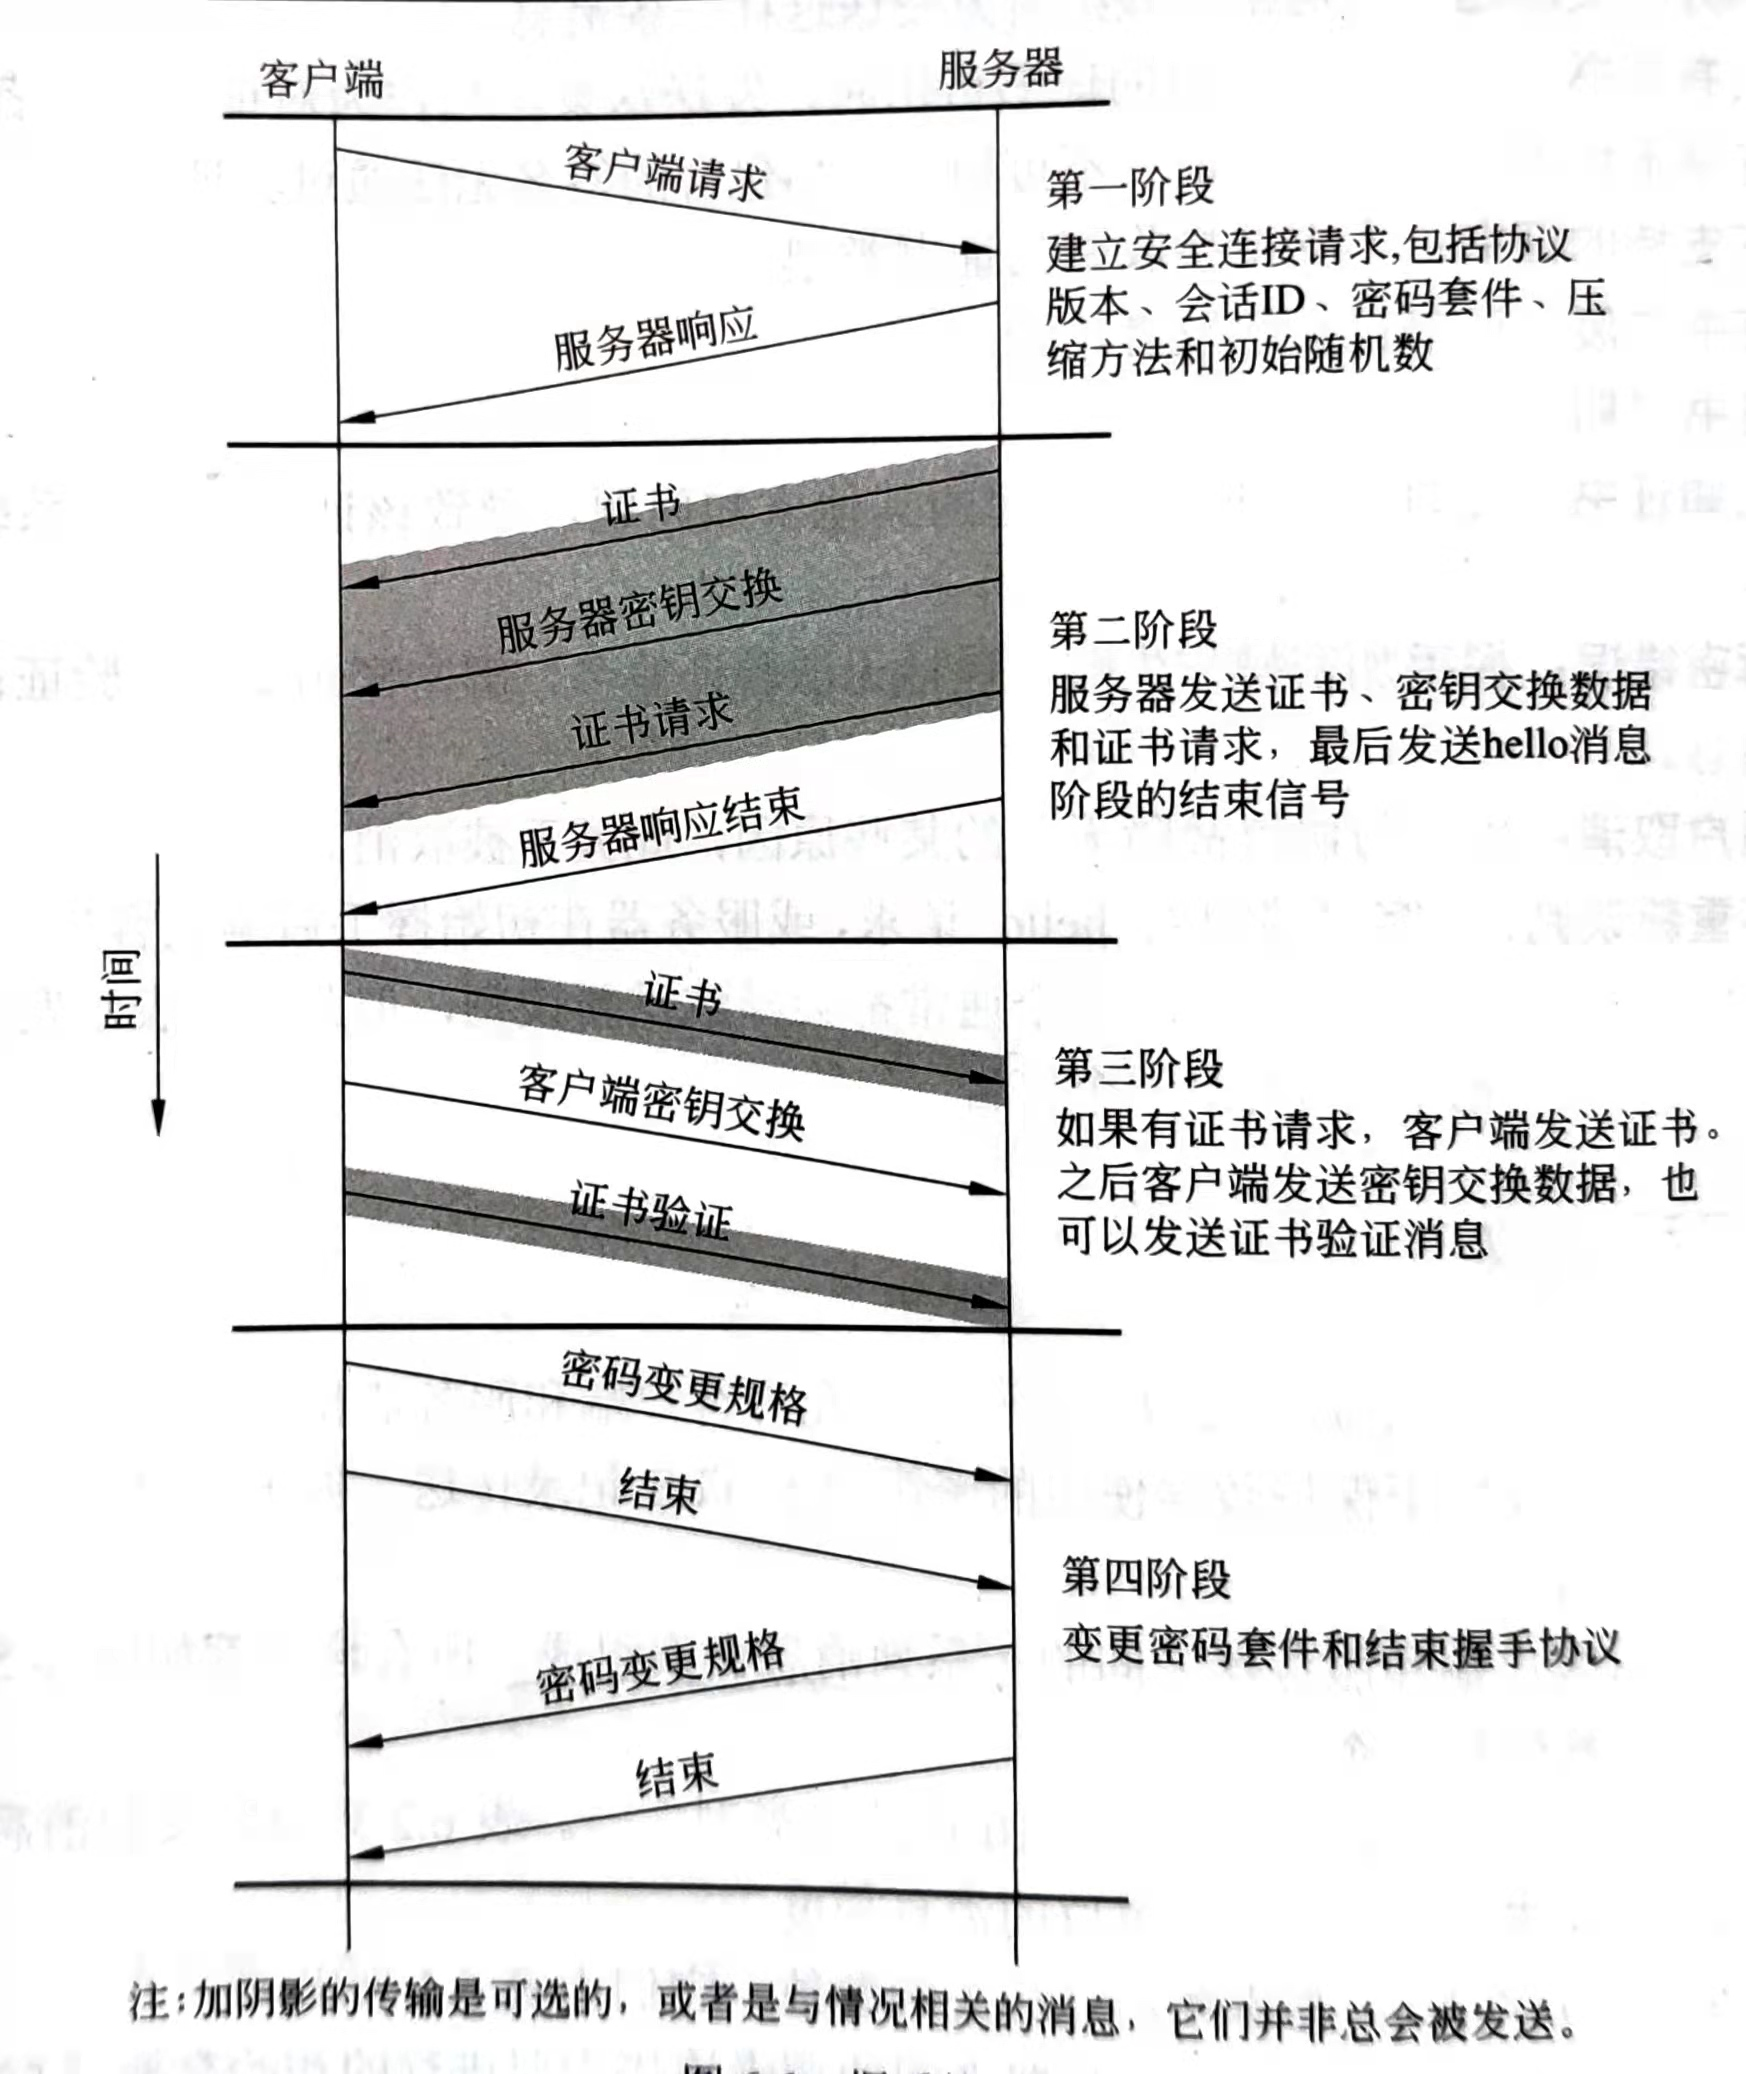 客户端
服务器
客户端请求
服务器响应
第一阶段
建立安全连接请求,包括协议
版本、会话ID、密码套件、压
缩方法和初始随机数
证书
服务器密钥交换
证书请求
服务器响应结束
第二阶段
服务器发送证书、密钥交换数据
和证书请求，最后发送hello消息
阶段的结束信号
时间
证书
客户端密钥交换
证书验证
第三阶段
如果有证书请求，客户端发送证书。
之后客户端发送密钥交换数据，也
可以发送证书验证消息
密码变更规格
结束
密码变更规格
结束
第四阶段
变更密码套件和结束握手协议
注：加阴影的传输是可选的，或者是与情况相关的消息，它们并非总会被发送。